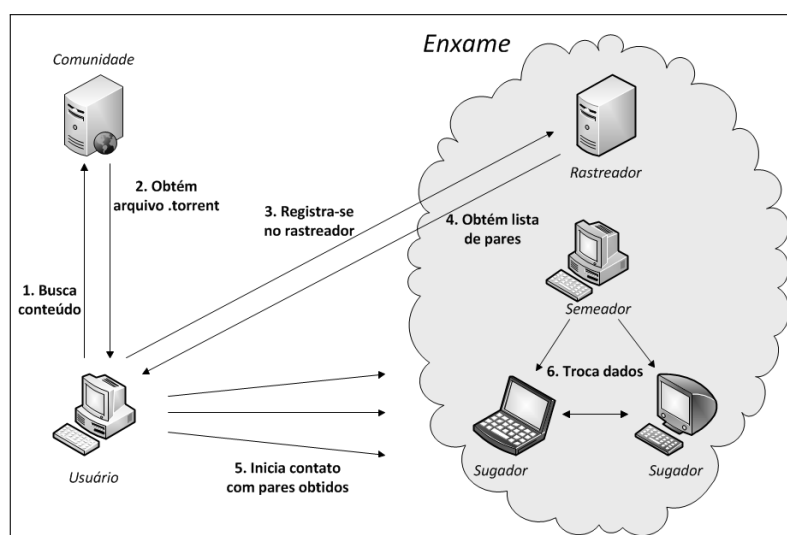 Enxame
Comunidade
2. Obtém
arquivo .torrent
3. Registra-se
no rastreador
Rastreador
4. Obtém lista
de pares
1. Busca
conteúdo
Semeador
6. Troca dados
Usuário
5. Inicia contato
com pares obtidos
Sugador
Sugador